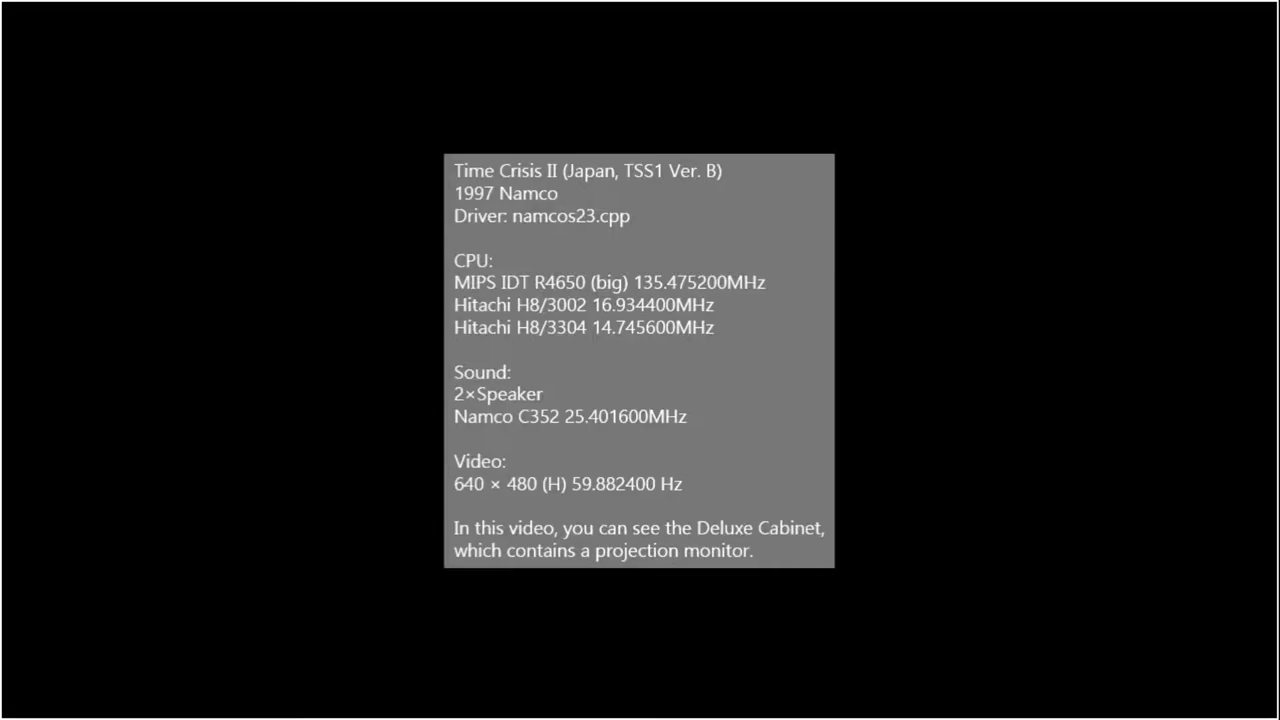 Time Crisis II (Japan, TSS1 Ver. B)
1997 Namco
Driver: namcos23.cpp
CPU:
MIPS IDT R4650 (big) 135.475200MHz
Hitachi H8/3002 16.934400MHz
Hitachi H8/3304 14.745600MHz
Sound:
2×Speaker
Namco C352 25.401600MHz
Video:
640 × 480 (H) 59.882400 Hz
In this video, you can see the Deluxe Cabinet,
which contains a projection monitor.